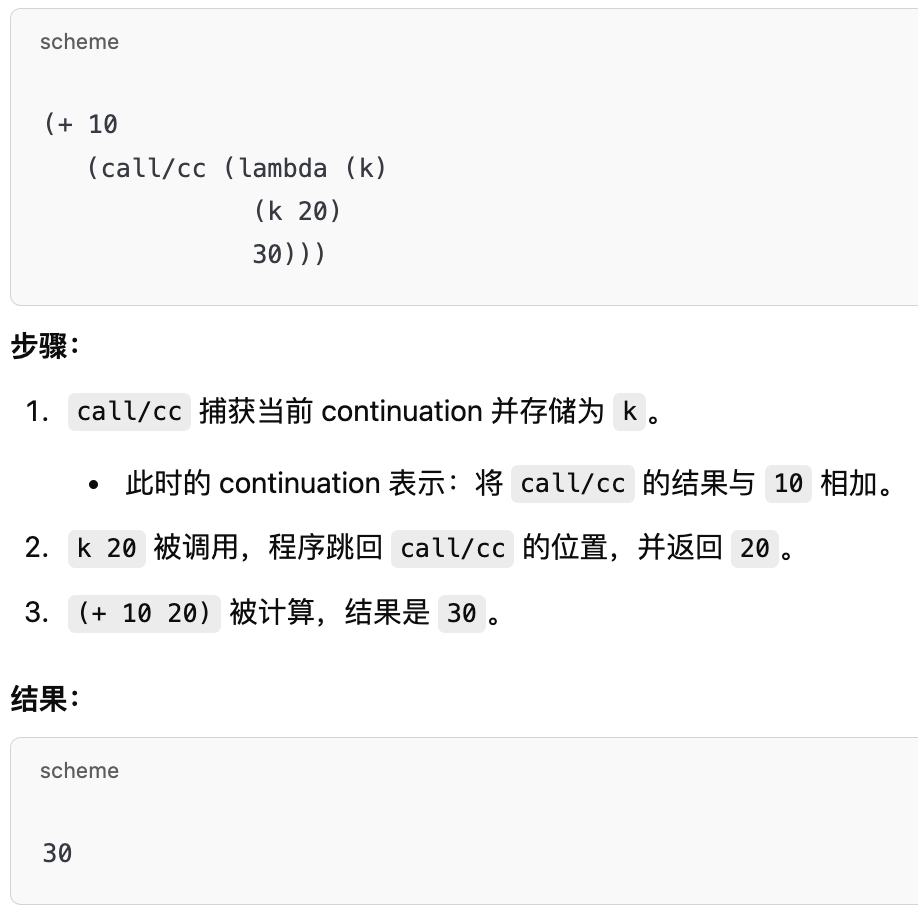 scheme
(+ 10
   (call/cc (lambda (k)
              (k 20)
              30)))
步骤：
1. call/cc 捕获当前 continuation 并存储为 k 。
• 此时的 continuation 表示：将 call/cc 的结果与 10 相加。
2. k 20 被调用，程序跳回 call/cc 的位置，并返回 20 。
3. (+ 10 20) 被计算，结果是 30 。
结果：
scheme
30